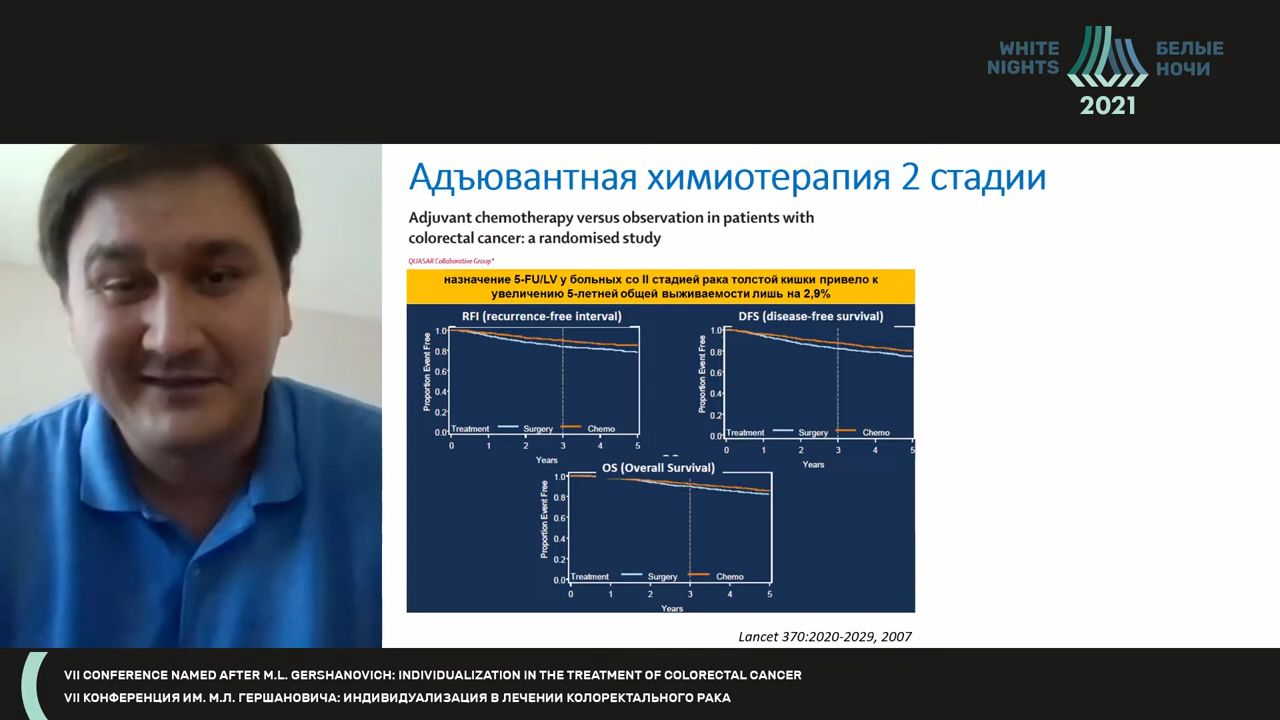 WHITE
NIGHTS
БЕЛЫЕ
НОЧИ
2021
Адъювантная химиотерапия 2 стадии
Adjuvant chemotherapy versus observation in patients with
colorectal cancer: a randomised study
QUASAR Collaborative Group*
назначение 5-FU/LV у больных со II стадией рака толстой кишки привело к
увеличению 5-летней общей выживаемости лишь на 2,9%
RFI (recurrence-free interval)
Proportion Event Free
1.0
0.8
0.6
0.4
0.2
0.0
Treatment Surgery Chemo
0 1 2 3 4 5
Years
DFS (disease-free survival)
Proportion Event Free
1.0
0.8
0.6
0.4
0.2
0.0
Treatment Surgery Chemo
0 1 2 3 4 5
Years
OS (Overall Survival)
Proportion Event Free
1.0
0.8
0.6
0.4
0.2
0.0
Treatment Surgery Chemo
0 1 2 3 4 5
Years
Lancet 370:2020-2029, 2007
VII CONFERENCE NAMED AFTER M.L. GERSHANOVICH: INDIVIDUALIZATION IN THE TREATMENT OF COLORECTAL CANCER
VII КОНФЕРЕНЦИЯ ИМ. М.Л. ГЕРШАНОВИЧА: ИНДИВИДУАЛИЗАЦИЯ В ЛЕЧЕНИИ КОЛОРЕКТАЛЬНОГО РАКА